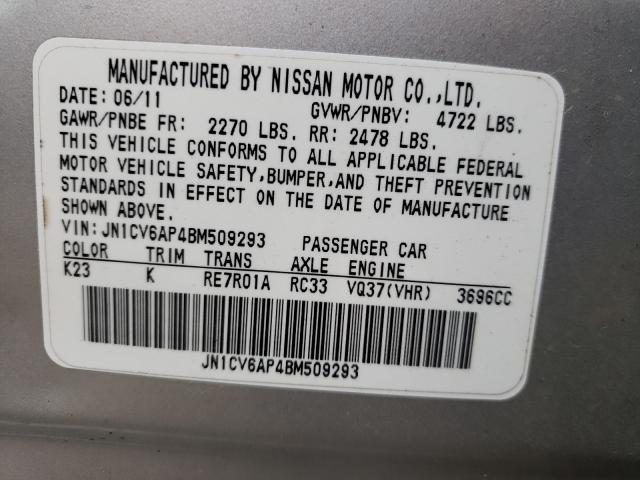 MANUFACTURED BY NISSAN MOTOR CO.,LTD.
DATE: 06/11 GVWR/PNBV: 4722 LBS.
GAWR/PNBE FR: 2270 LBS. RR: 2478 LBS.
THIS VEHICLE CONFORMS TO ALL APPLICABLE FEDERAL
MOTOR VEHICLE SAFETY,BUMPER,AND THEFT PREVENTION
STANDARDS IN EFFECT ON THE DATE OF MANUFACTURE
SHOWN ABOVE.
VIN:JN1CV6AP4BM509293 PASSENGER CAR
COLOR TRIM TRANS AXLE ENGINE
K23 K RE7R01A RC33 VQ37(VHR) 3696CC
JN1CV6AP4BM509293